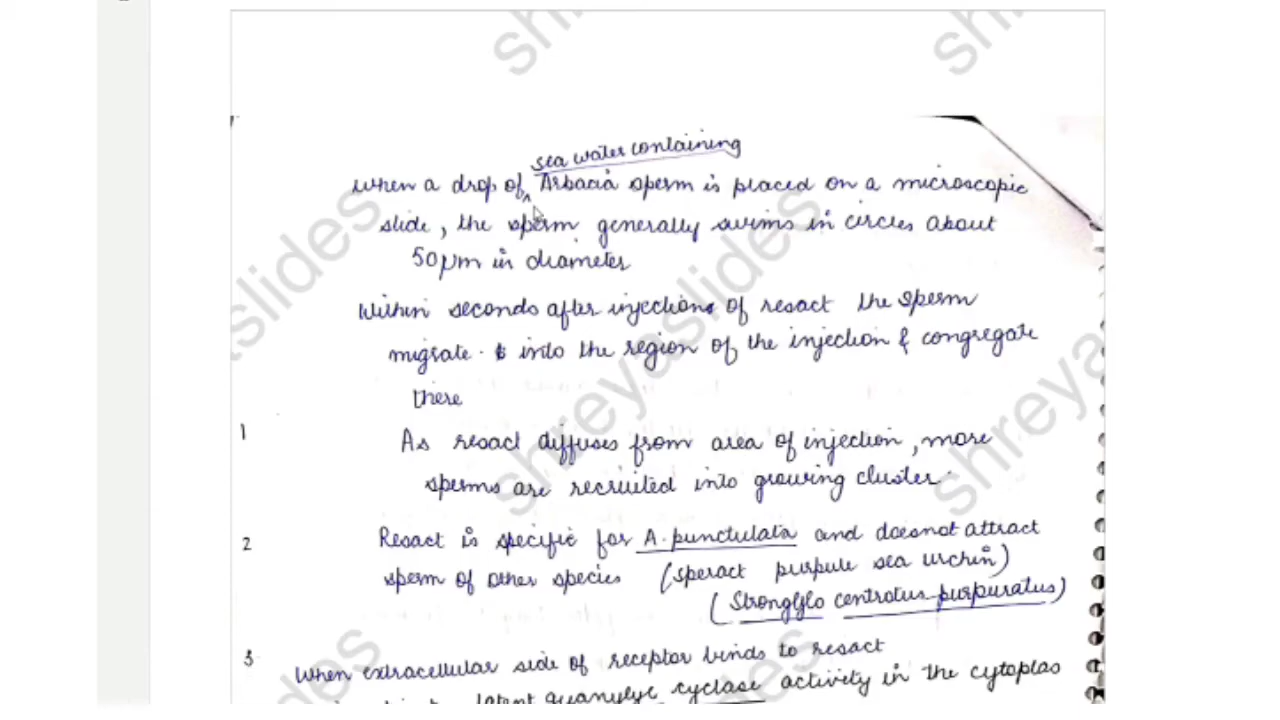 sea water containing
When a drop of ^ Arbacia sperm is placed on a microscopic
slide, the sperm generally swims in circles about
50µm in diameter
Within seconds after injections of resact the sperm
migrate. into the region of the injection & congregate
there
1
As resact diffuses from area of injection, more
sperms are recruited into growing cluster.
2
Resact is specific for A. punctulata and doesnot attract
sperm of other species (speract purpule sea urchin)
(Strongylo centrotus purpuratus)
3
When extracellular side of receptor binds to resact
latent guanylyc cyclase activity in the cytoplas
shreyaslides
shreyaslides